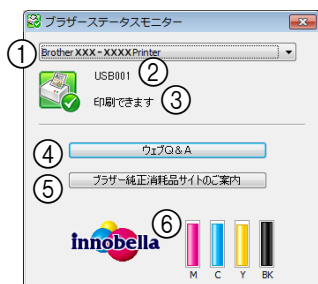 ブラザーステータスモニター
① Brother XXX-XXXXPrinter
USB001 ②
印刷できます ③
④ ウェブQ&A
⑤ ブラザー純正消耗品サイトのご案内
innobella ⑥
M C Y BK